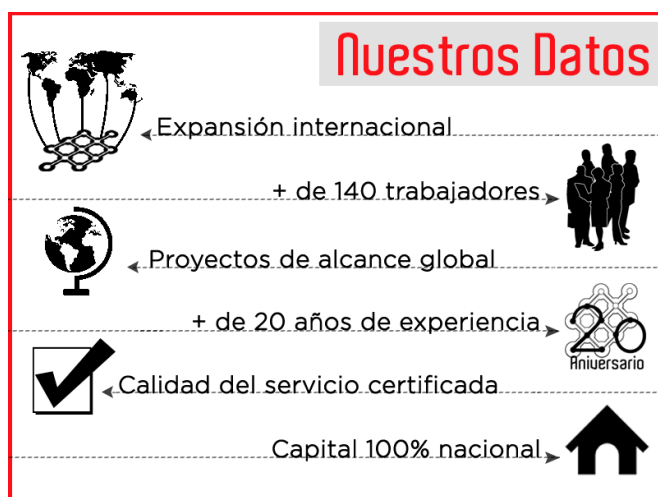 Nuestros Datos
Expansión internacional
+ de 140 trabajadores
Proyectos de alcance global
+ de 20 años de experiencia
20
Aniversario
Calidad del servicio certificada
Capital 100% nacional